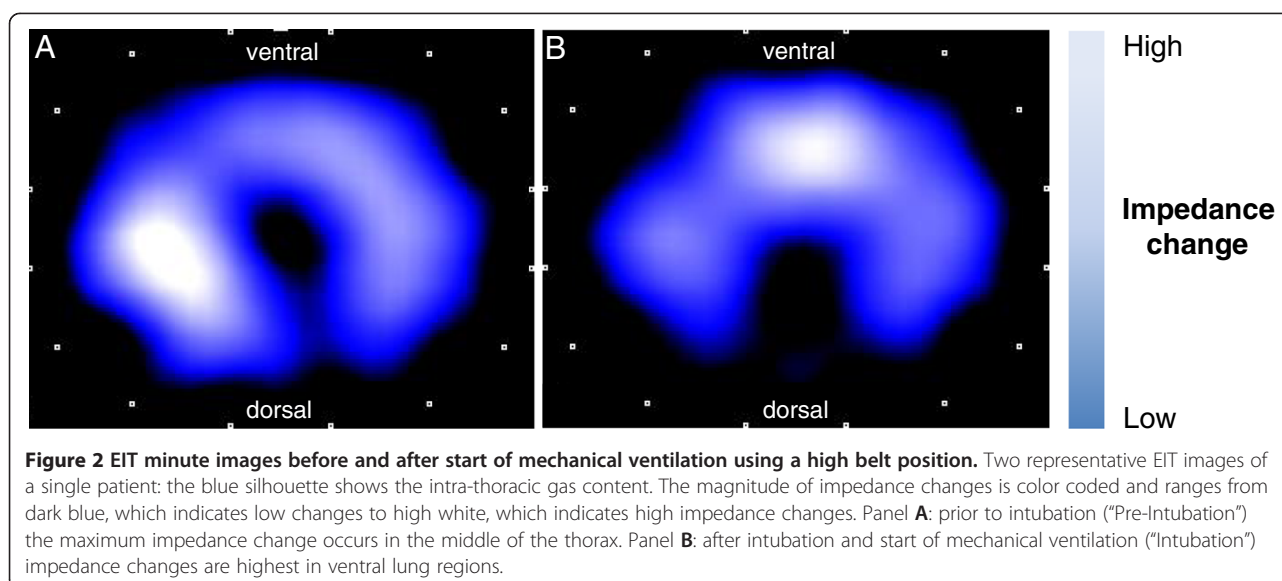 A
ventral
dorsal
B
ventral
dorsal
High
Impedance
change
Low
Figure 2 EIT minute images before and after start of mechanical ventilation using a high belt position. Two representative EIT images of
a single patient: the blue silhouette shows the intra-thoracic gas content. The magnitude of impedance changes is color coded and ranges from
dark blue, which indicates low changes to high white, which indicates high impedance changes. Panel A: prior to intubation (“Pre-Intubation”)
the maximum impedance change occurs in the middle of the thorax. Panel B: after intubation and start of mechanical ventilation (“Intubation”)
impedance changes are highest in ventral lung regions.